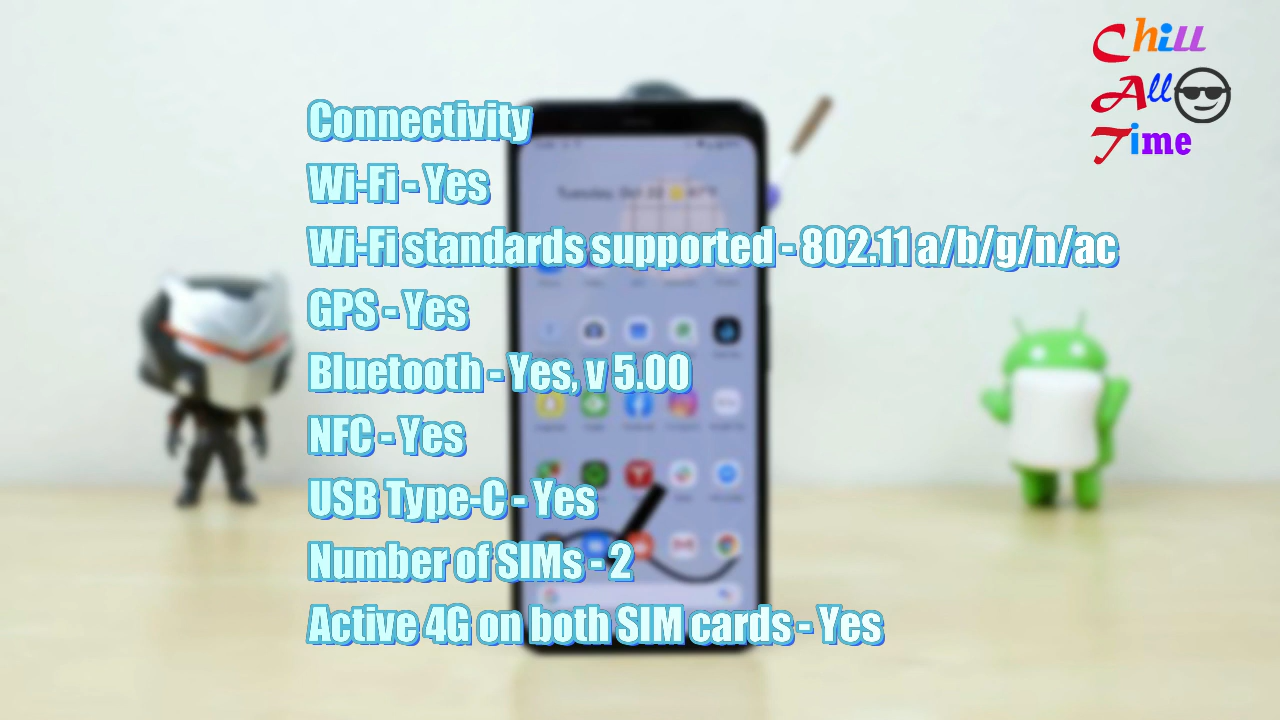 Chill
All
Time
Connectivity
Wi-Fi - Yes
Wi-Fi standards supported - 802.11 a/b/g/n/ac
GPS - Yes
Bluetooth - Yes, v 5.00
NFC - Yes
USB Type-C - Yes
Number of SIMs - 2
Active 4G on both SIM cards - Yes